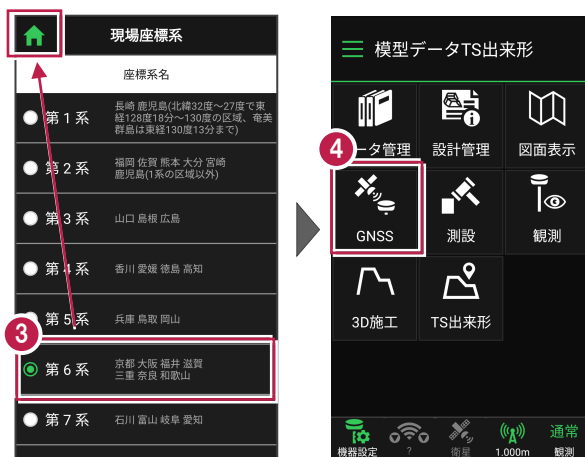 現場座標系
座標系名
第1系
長崎 鹿児島(北緯32度～27度で東
経128度18分～130度の区域、奄美
群島は東経130度13分まで)
第2系
福岡 佐賀 熊本 大分 宮崎
鹿児島(1系の区域以外)
第3系
山口 島根 広島
第4系
香川 愛媛 徳島 高知
第5系
兵庫 鳥取 岡山
3
第6系
京都 大阪 福井 滋賀
三重 奈良 和歌山
第7系
石川 富山 岐阜 愛知
模型データTS出来形
4
ータ管理
設計管理
図面表示
GNSS
測設
観測
3D施工
TS出来形
機器設定
?
衛星
1.000m
通常
観測